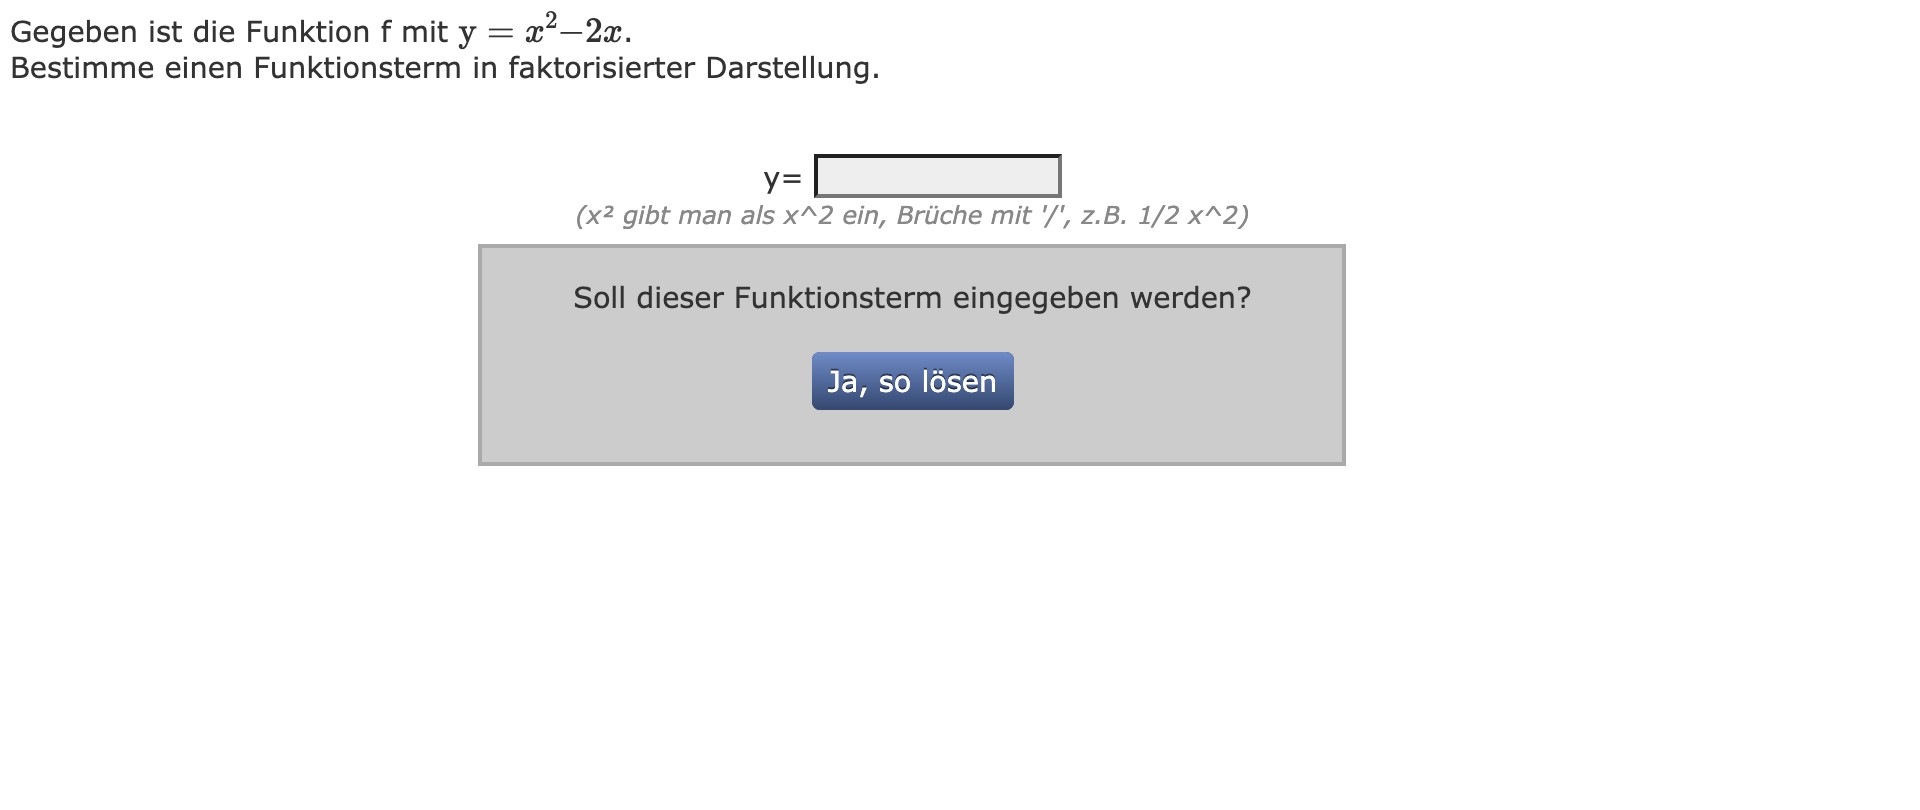 Gegeben ist die Funktion f mit y = x²−2x.
Bestimme einen Funktionsterm in faktorisierter Darstellung.
y=
(x² gibt man als x^2 ein, Brüche mit '/', z.B. 1/2 x^2)
Soll dieser Funktionsterm eingegeben werden?
Ja, so lösen